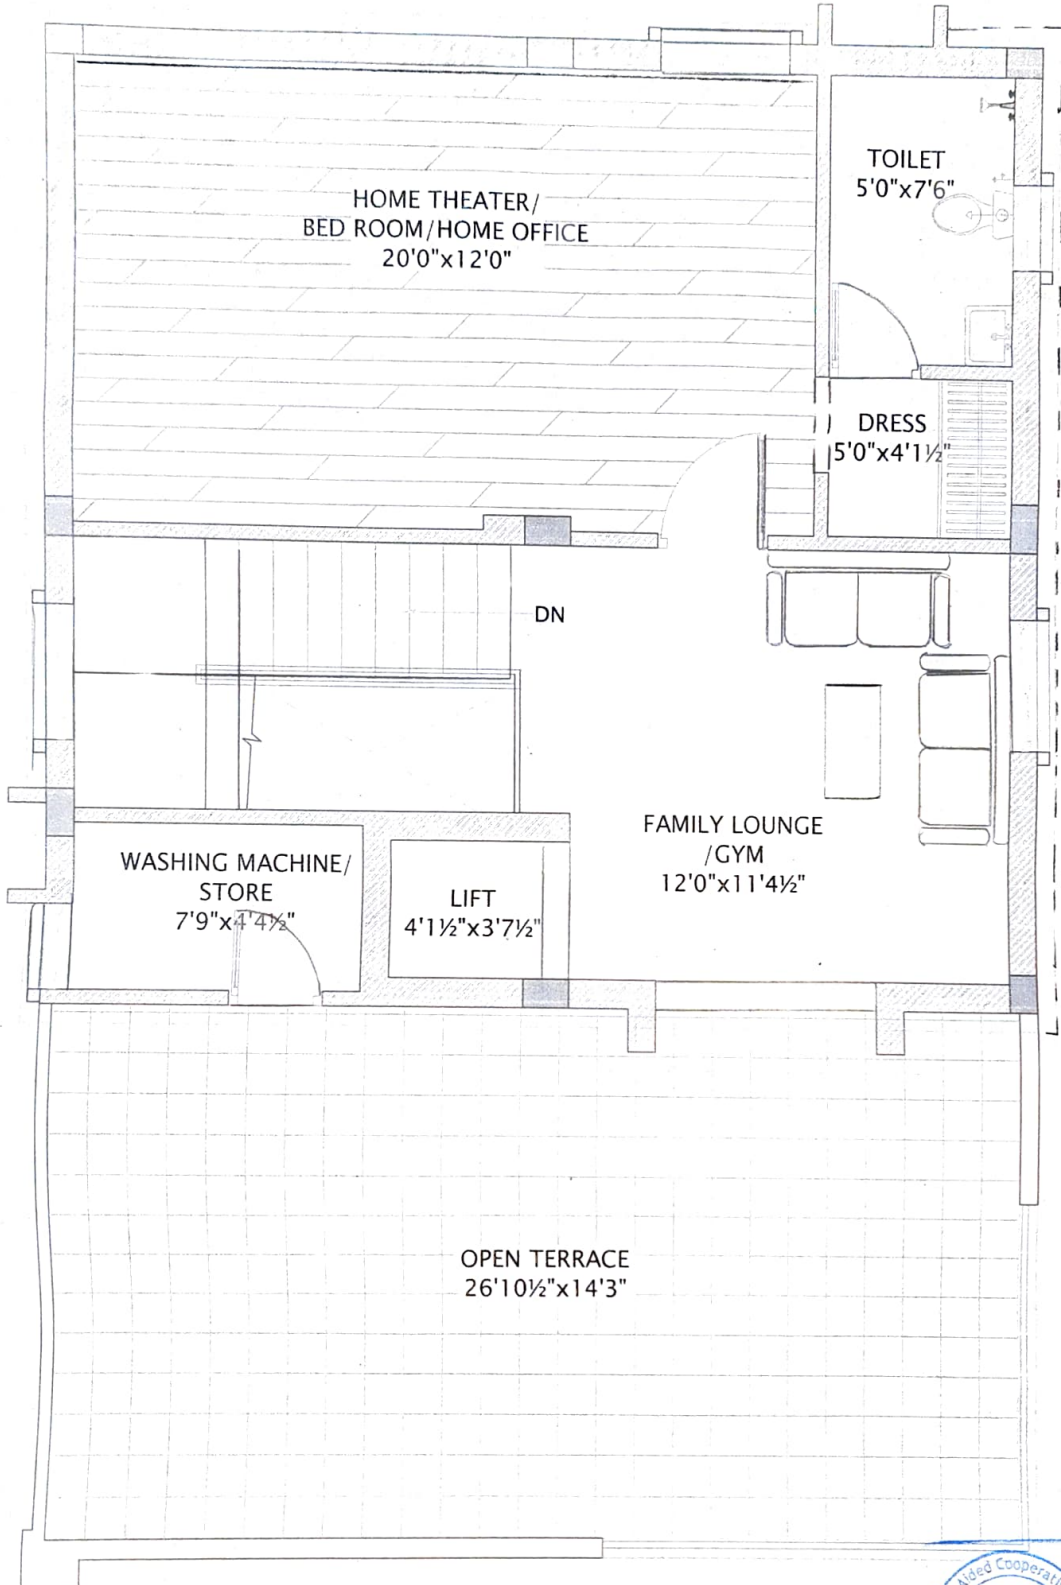 TOILET
5'0"x7'6"
HOME THEATER/
BED ROOM/HOME OFFICE
20'0"x12'0"
DRESS
5'0"x4'1½"
DN
FAMILY LOUNGE
/GYM
12'0"x11'4½"
WASHING MACHINE/
STORE
7'9"x4'4½"
LIFT
4'1½"x3'7½"
OPEN TERRACE
26'10½"x14'3"
Aided Cooperati